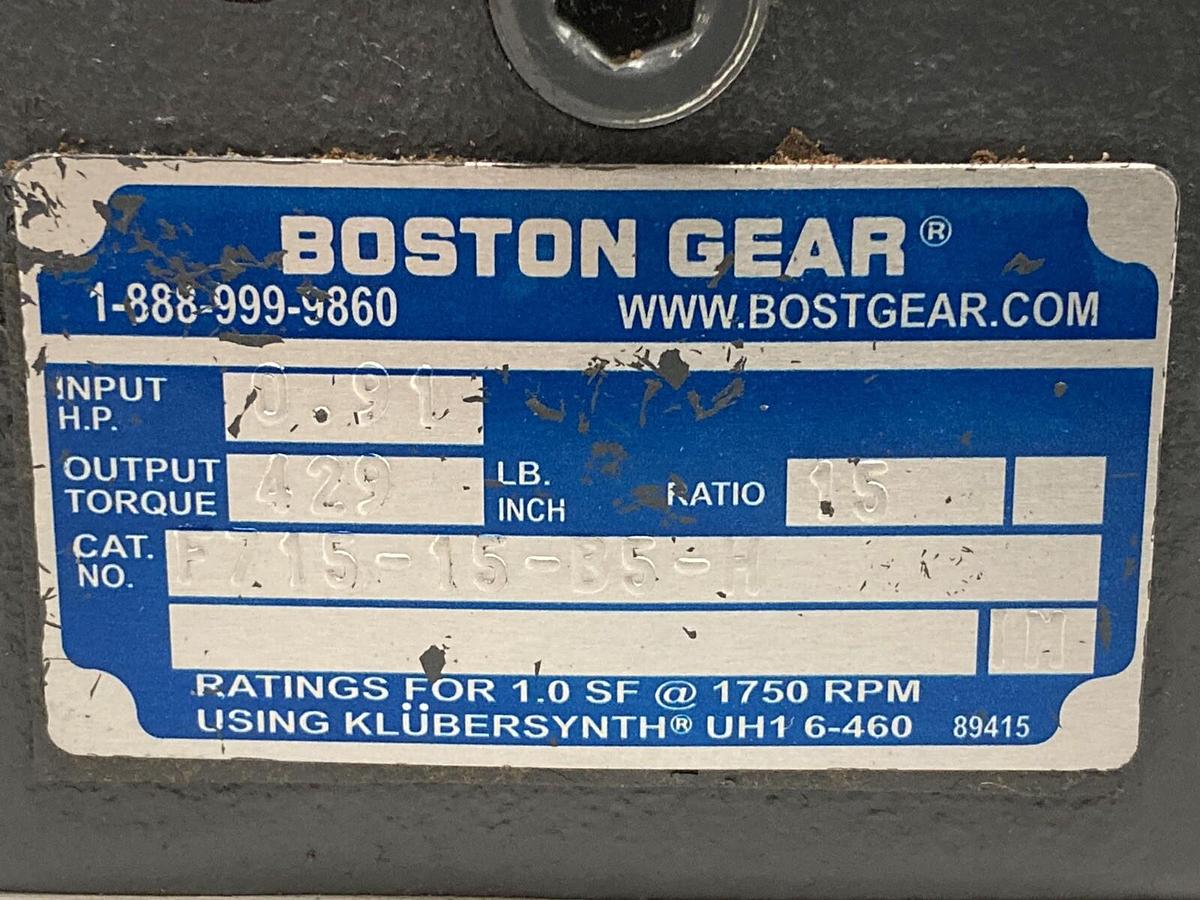 BOSTON GEAR®
1-888-999-9860 WWW.BOSTGEAR.COM
INPUT H.P. 0.91
OUTPUT TORQUE 429 LB. INCH RATIO 15
CAT. NO. F715-15-B5-H
RATINGS FOR 1.0 SF @ 1750 RPM
USING KLÜBERSYNTH® UH1 6-460 89415